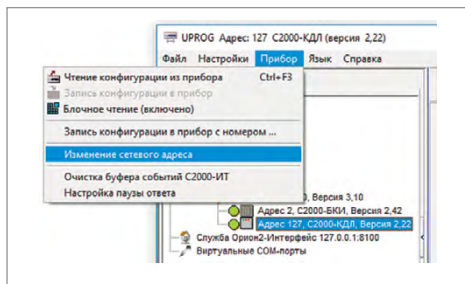 UPROG Адрес: 127 С2000-КДЛ (версия 2,22)
Файл Настройки Прибор Язык Справка
Чтение конфигурации из прибора Ctrl+F3
Запись конфигурации в прибор
Блочное чтение (включено)
Запись конфигурации в прибор с номером ...
Изменение сетевого адреса
Очистка буфера событий С2000-ИТ
Настройка паузы ответа
, Версия 3,10
Адрес 2, С2000-БКИ, Версия 2,42
Адрес 127, С2000-КДЛ, Версия 2,22
Служба Орион2-Интерфейс 127.0.0.1:8100
Виртуальные COM-порты